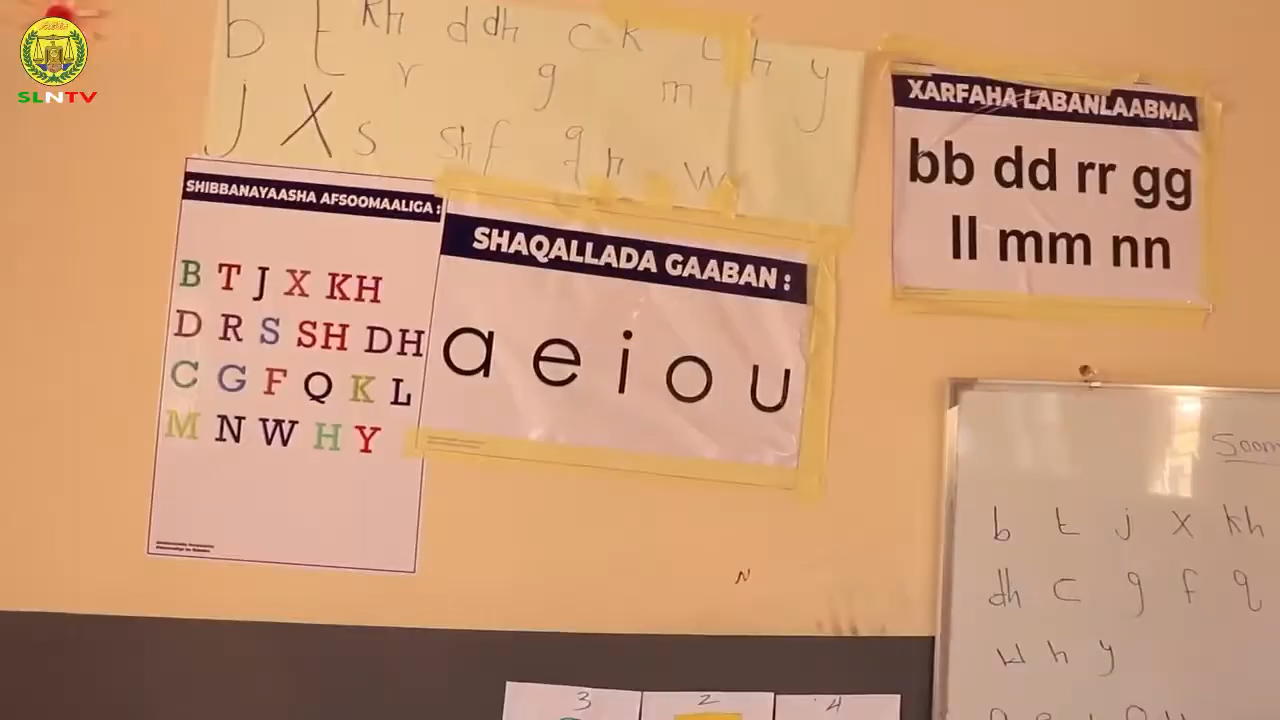 SLNTV
b t kh d dh c k L h y
r g m
j X s sh f q n w
SHIBBANAYAASHA AFSOOMAALIGA :
B T J X KH
D R S SH DH
C G F Q K L
M N W H Y
SHAQALLADA GAABAN :
a e i o u
XARFAHA LABANLAABMA
bb dd rr gg
ll mm nn
Soom
b t j x kh
dh c g f q
w h y
N
3 2 4